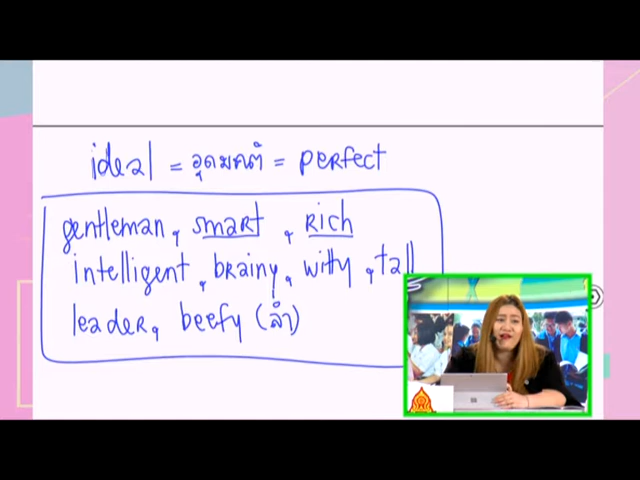 ideal = อุดมคติ = perfect
gentleman, smart, rich
intelligent, brainy, witty, tall
leader, beefy (ล่ำ)